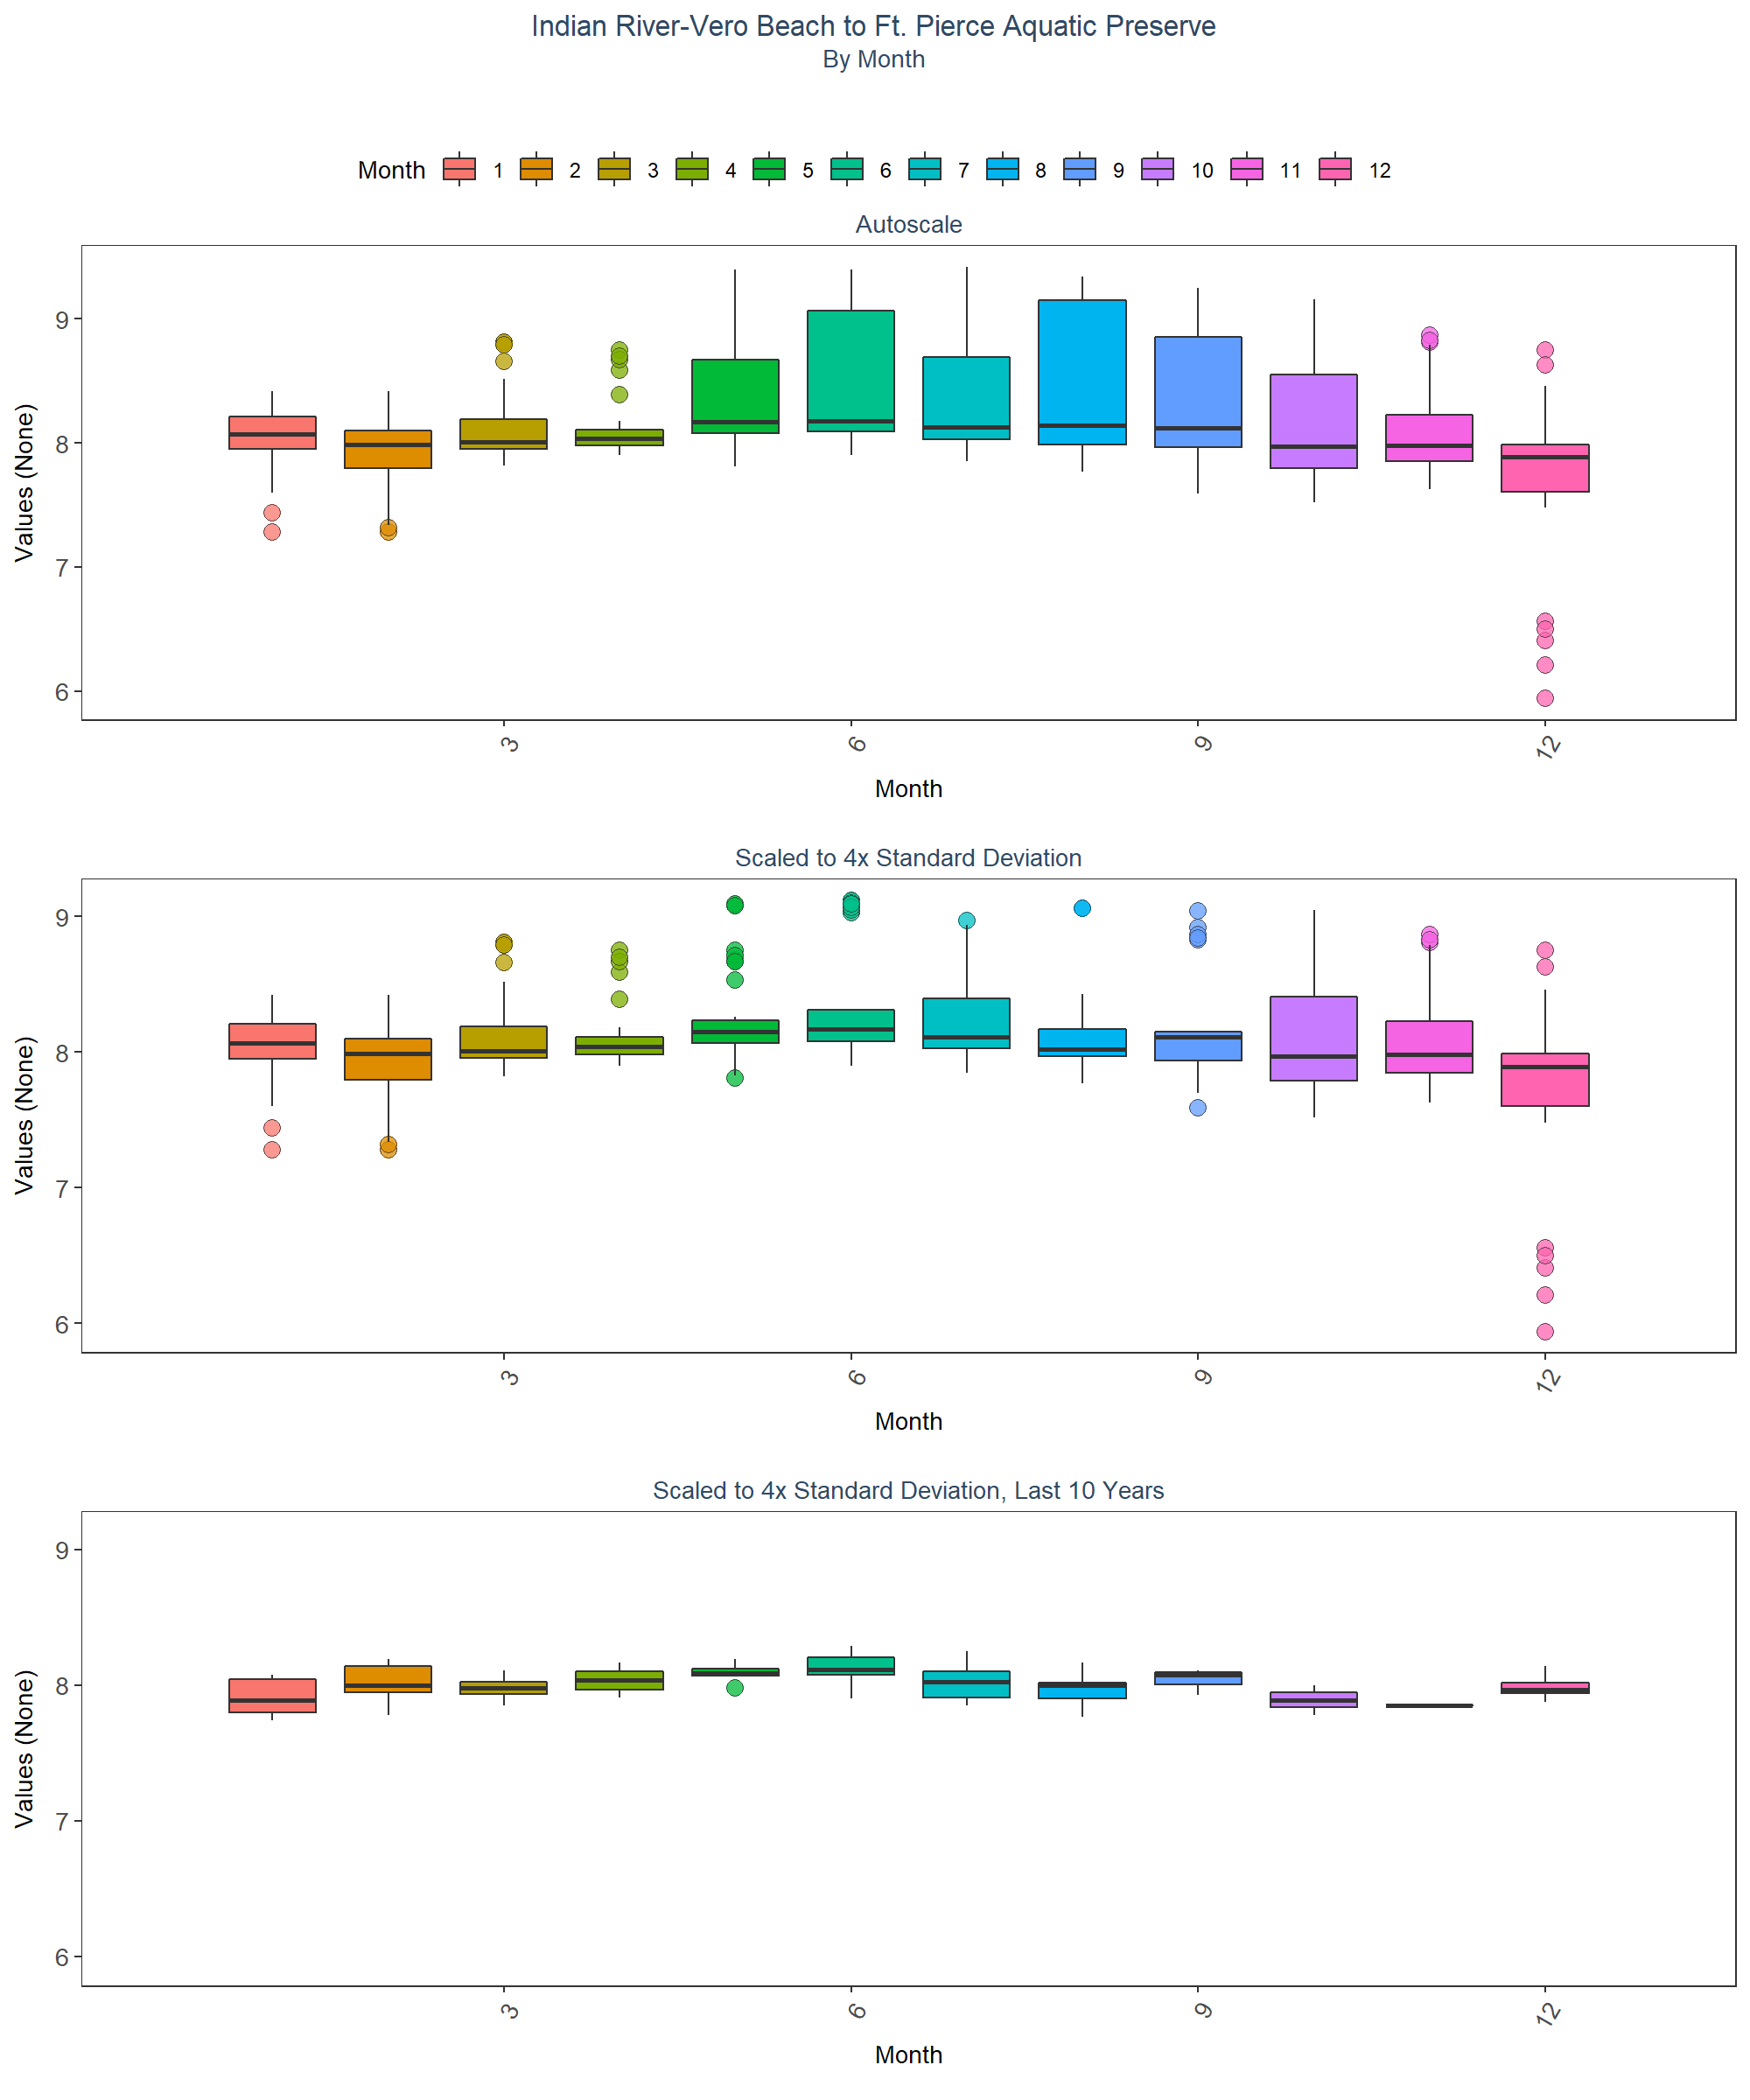 Indian River-Vero Beach to Ft. Pierce Aquatic Preserve
By Month
Month 1 2 3 4 5 6 7 8 9 10 11 12
Autoscale
Values (None)
9
8
7
6
3 6 9 12
Month
Scaled to 4x Standard Deviation
Values (None)
9
8
7
6
3 6 9 12
Month
Scaled to 4x Standard Deviation, Last 10 Years
Values (None)
9
8
7
6
3 6 9 12
Month